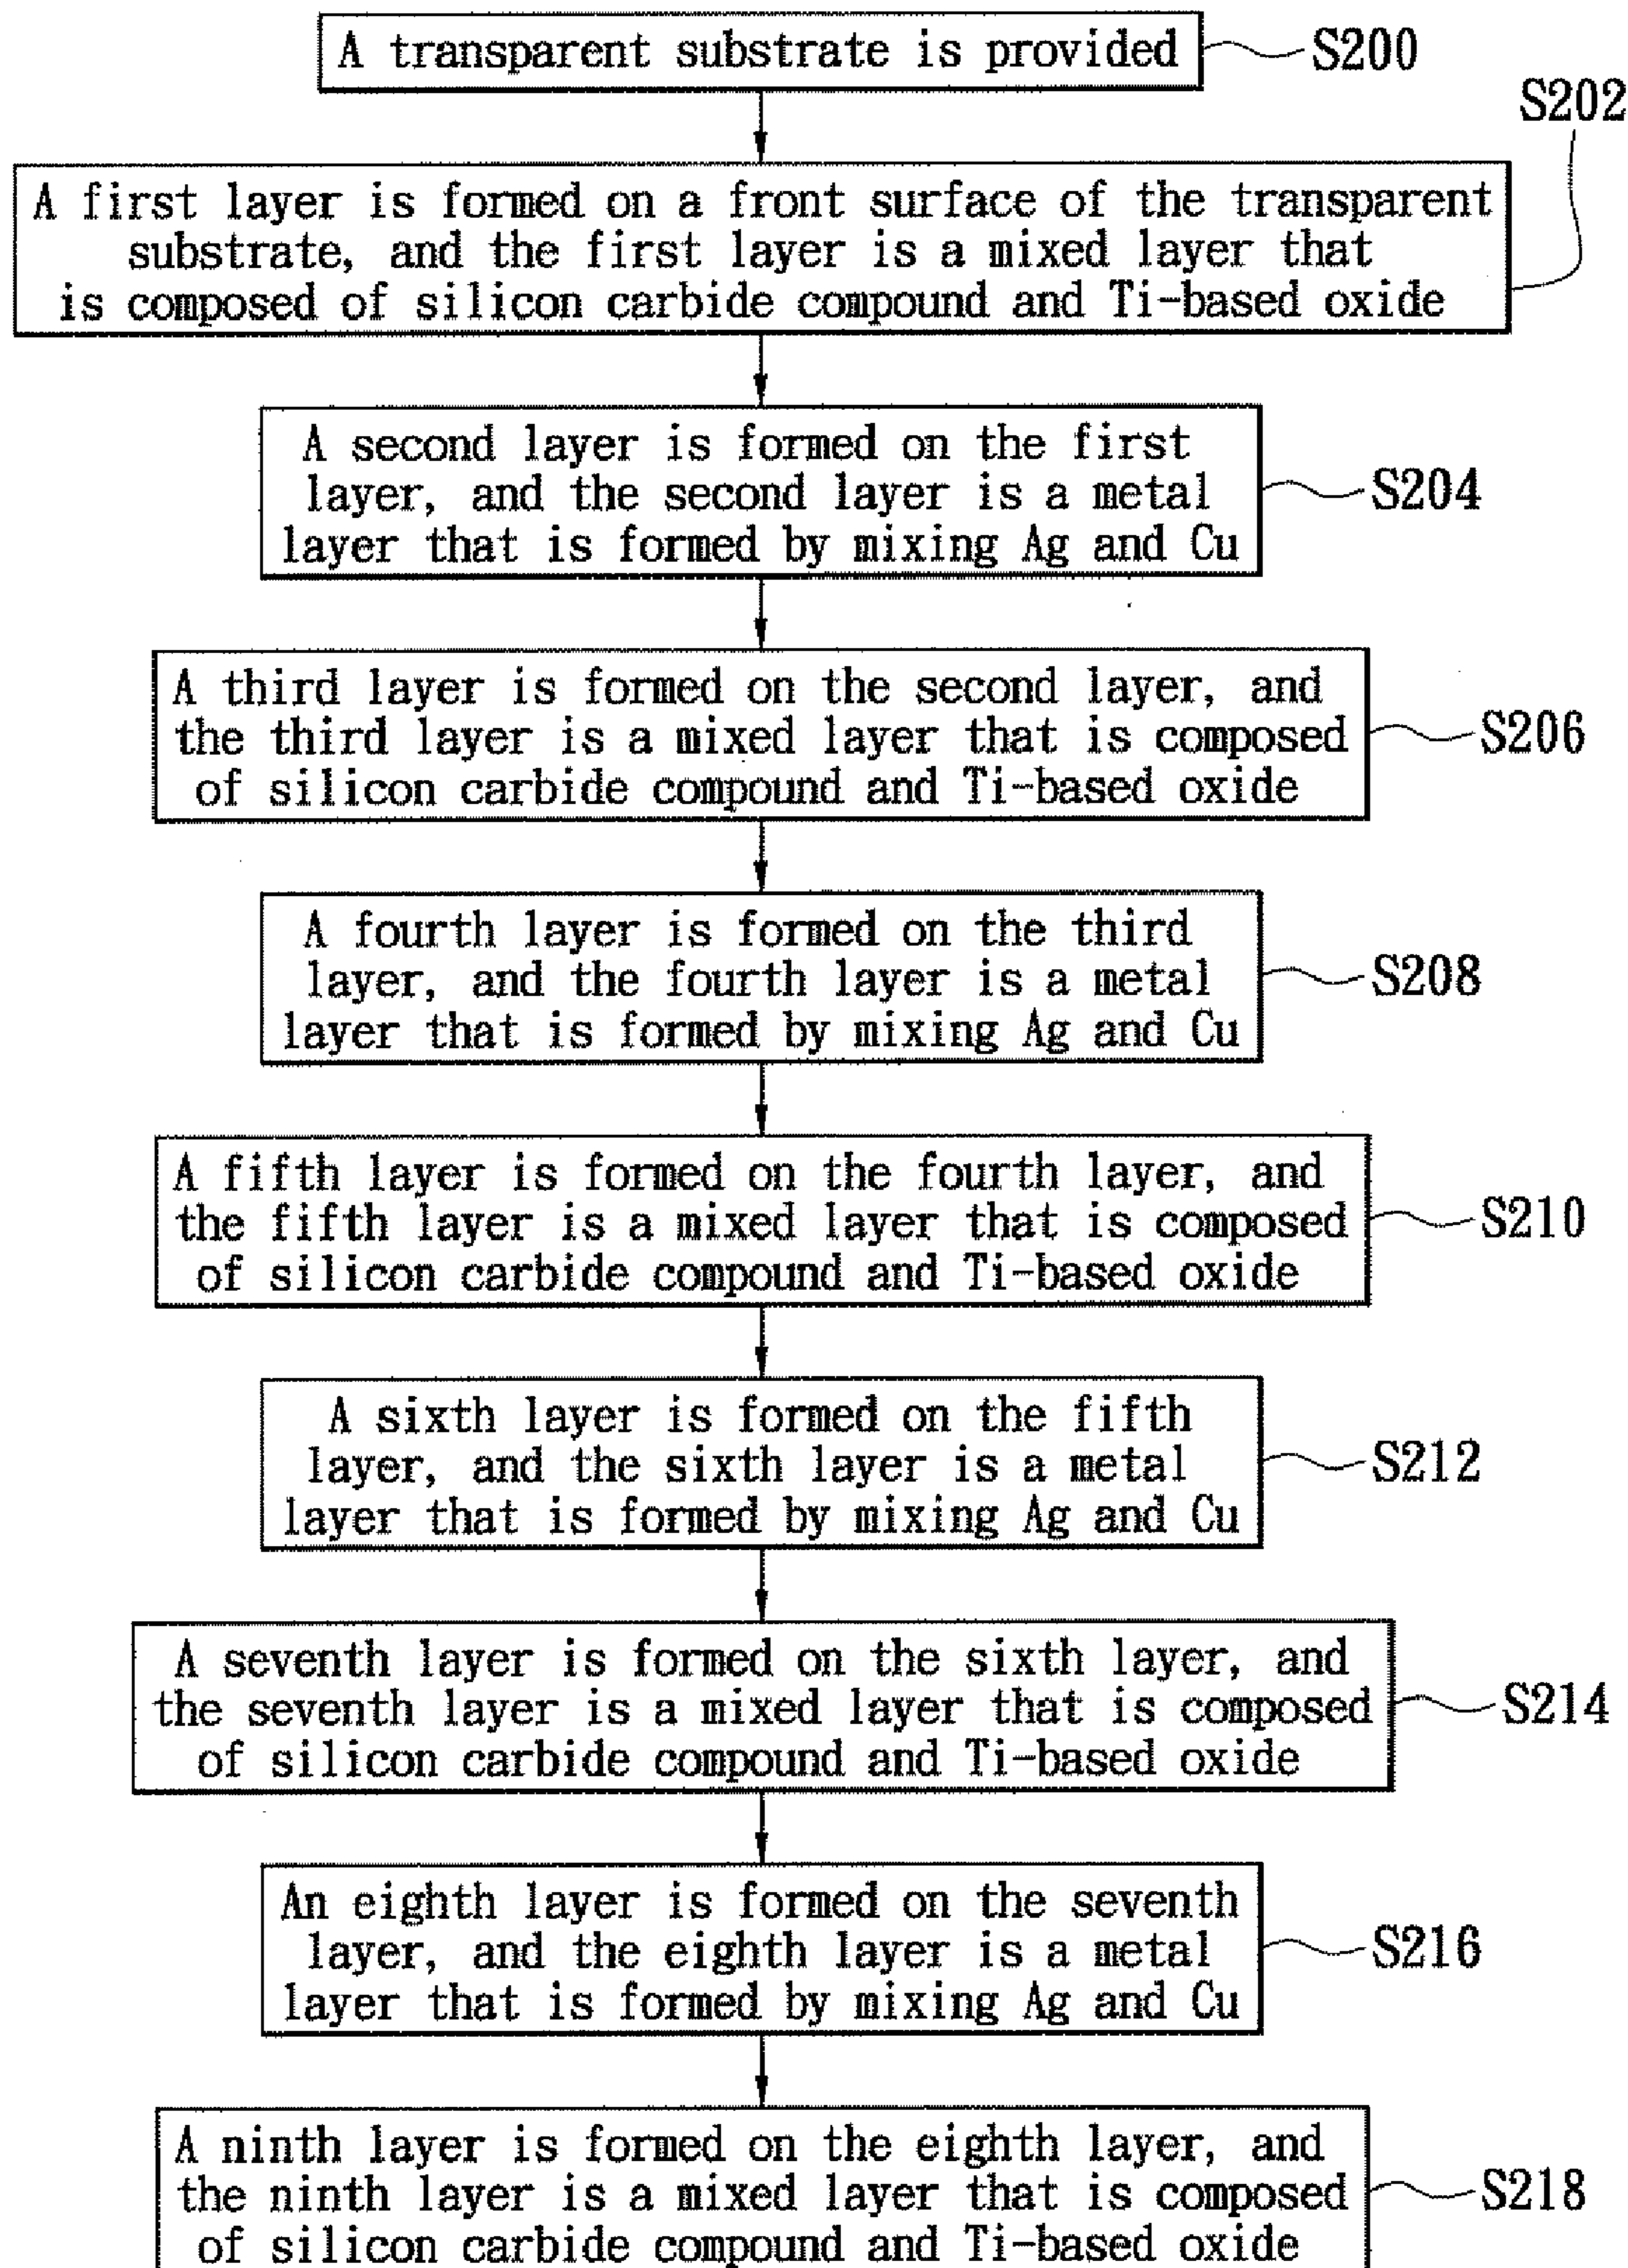 A transparent substrate is provided
S200
S202
A first layer is formed on a front surface of the transparent
substrate, and the first layer is a mixed layer that
is composed of silicon carbide compound and Ti-based oxide
A second layer is formed on the first
layer, and the second layer is a metal
layer that is formed by mixing Ag and Cu
S204
A third layer is formed on the second layer, and
the third layer is a mixed layer that is composed
of silicon carbide compound and Ti-based oxide
S206
A fourth layer is formed on the third
layer, and the fourth layer is a metal
layer that is formed by mixing Ag and Cu
S208
A fifth layer is formed on the fourth layer, and
the fifth layer is a mixed layer that is composed
of silicon carbide compound and Ti-based oxide
S210
A sixth layer is formed on the fifth
layer, and the sixth layer is a metal
layer that is formed by mixing Ag and Cu
S212
A seventh layer is formed on the sixth layer, and
the seventh layer is a mixed layer that is composed
of silicon carbide compound and Ti-based oxide
S214
An eighth layer is formed on the seventh
layer, and the eighth layer is a metal
layer that is formed by mixing Ag and Cu
S216
A ninth layer is formed on the eighth layer, and
the ninth layer is a mixed layer that is composed
of silicon carbide compound and Ti-based oxide
S218